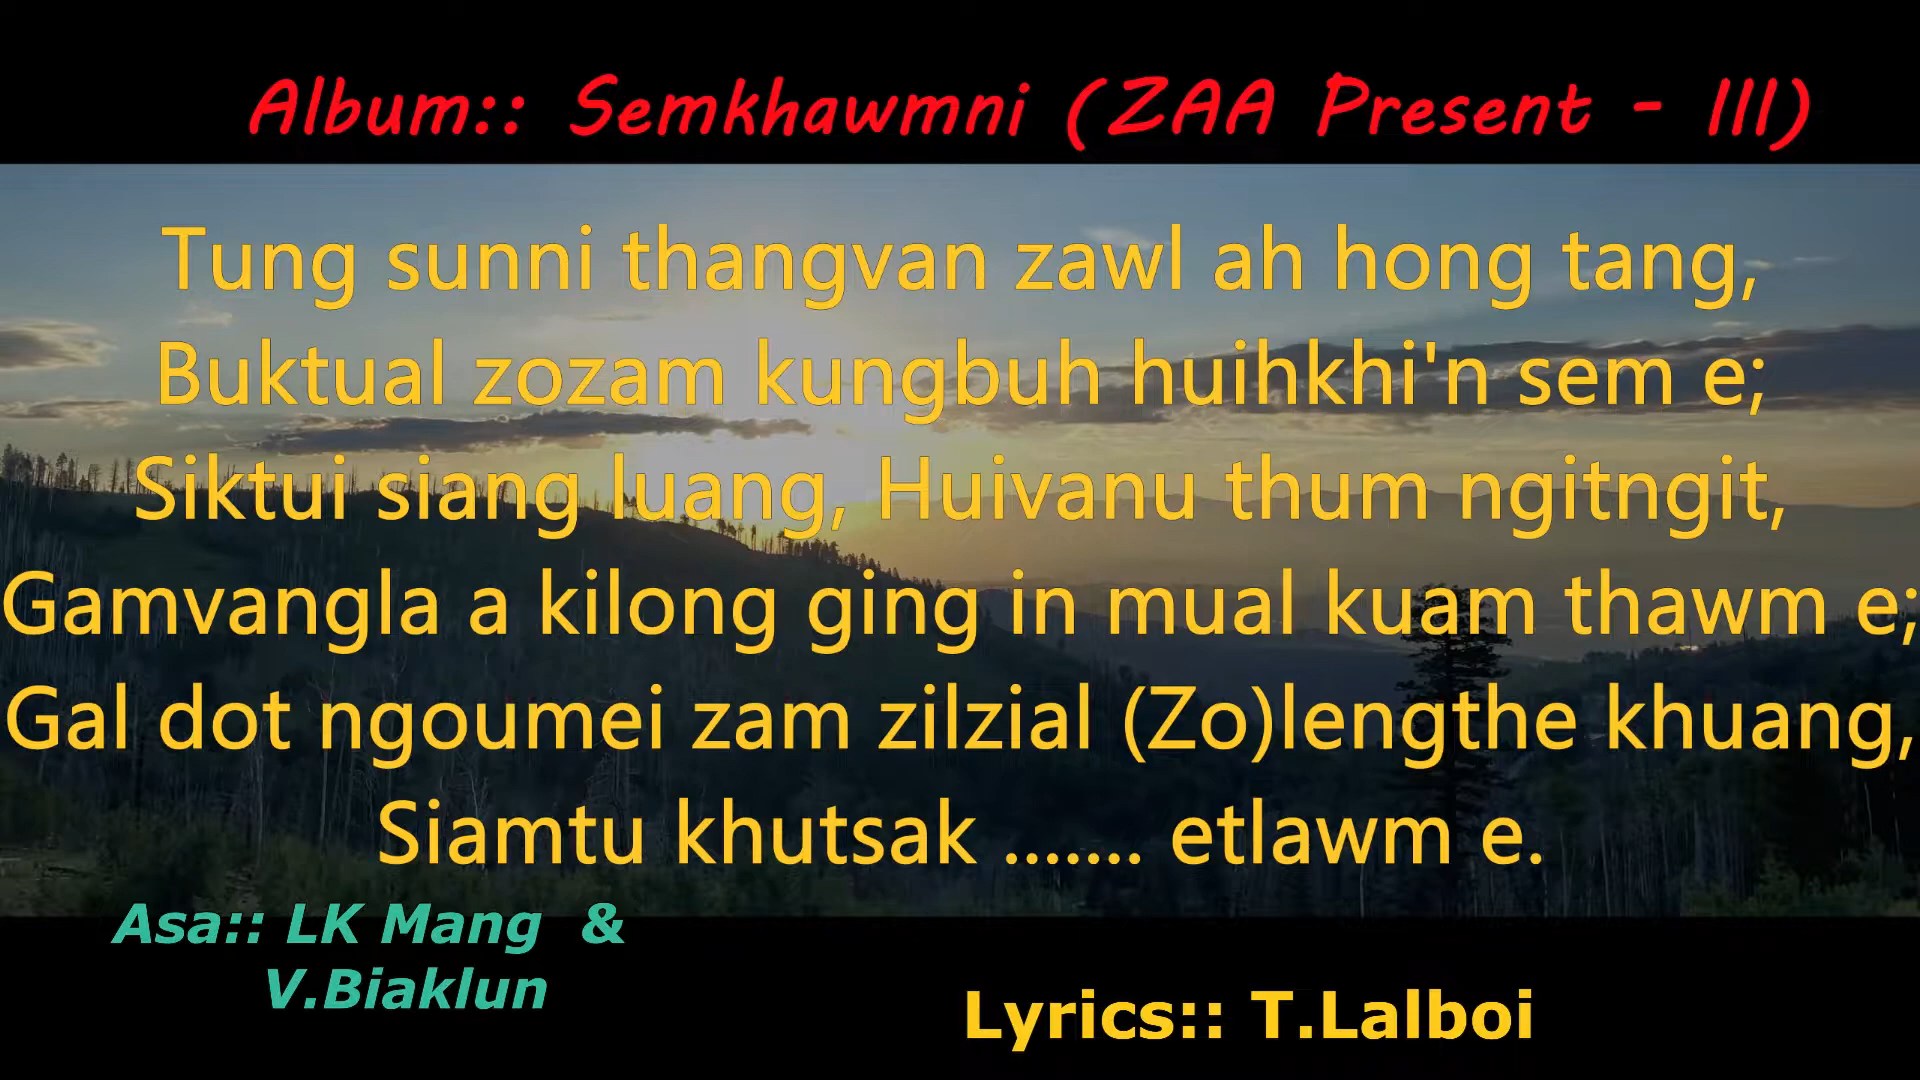 Album:: Semkhawmni (ZAA Present - III)
Tung sunni thangvan zawl ah hong tang,
Buktual zozam kungbuh huihkhi'n sem e;
Siktui siang luang, Huivanu thum ngitngit,
Gamvangla a kilong ging in mual kuam thawm e;
Gal dot ngoumei zam zilzial (Zo)lengthe khuang,
Siamtu khutsak ....... etlawm e.
Asa:: LK Mang &
V.Biaklun
Lyrics:: T.Lalboi